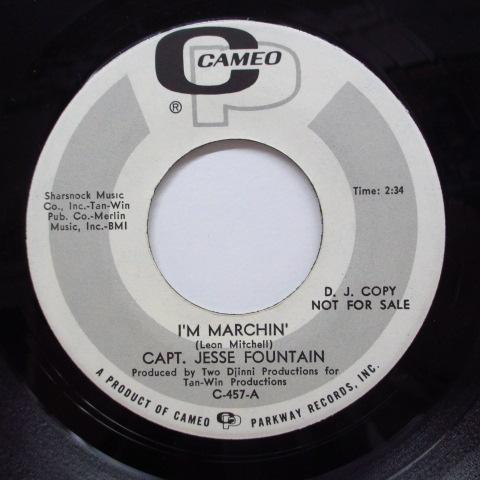 CP
CAMEO
®
Sharsnock Music
Co., Inc.-Tan-Win
Pub. Co.-Merlin
Music, Inc.-BMI
Time: 2:34
D. J. COPY
NOT FOR SALE
I'M MARCHIN'
(Leon Mitchell)
CAPT. JESSE FOUNTAIN
Produced by Two Djinni Productions for
Tan-Win Productions
C-457-A
A PRODUCT OF CAMEO CP PARKWAY RECORDS, INC.